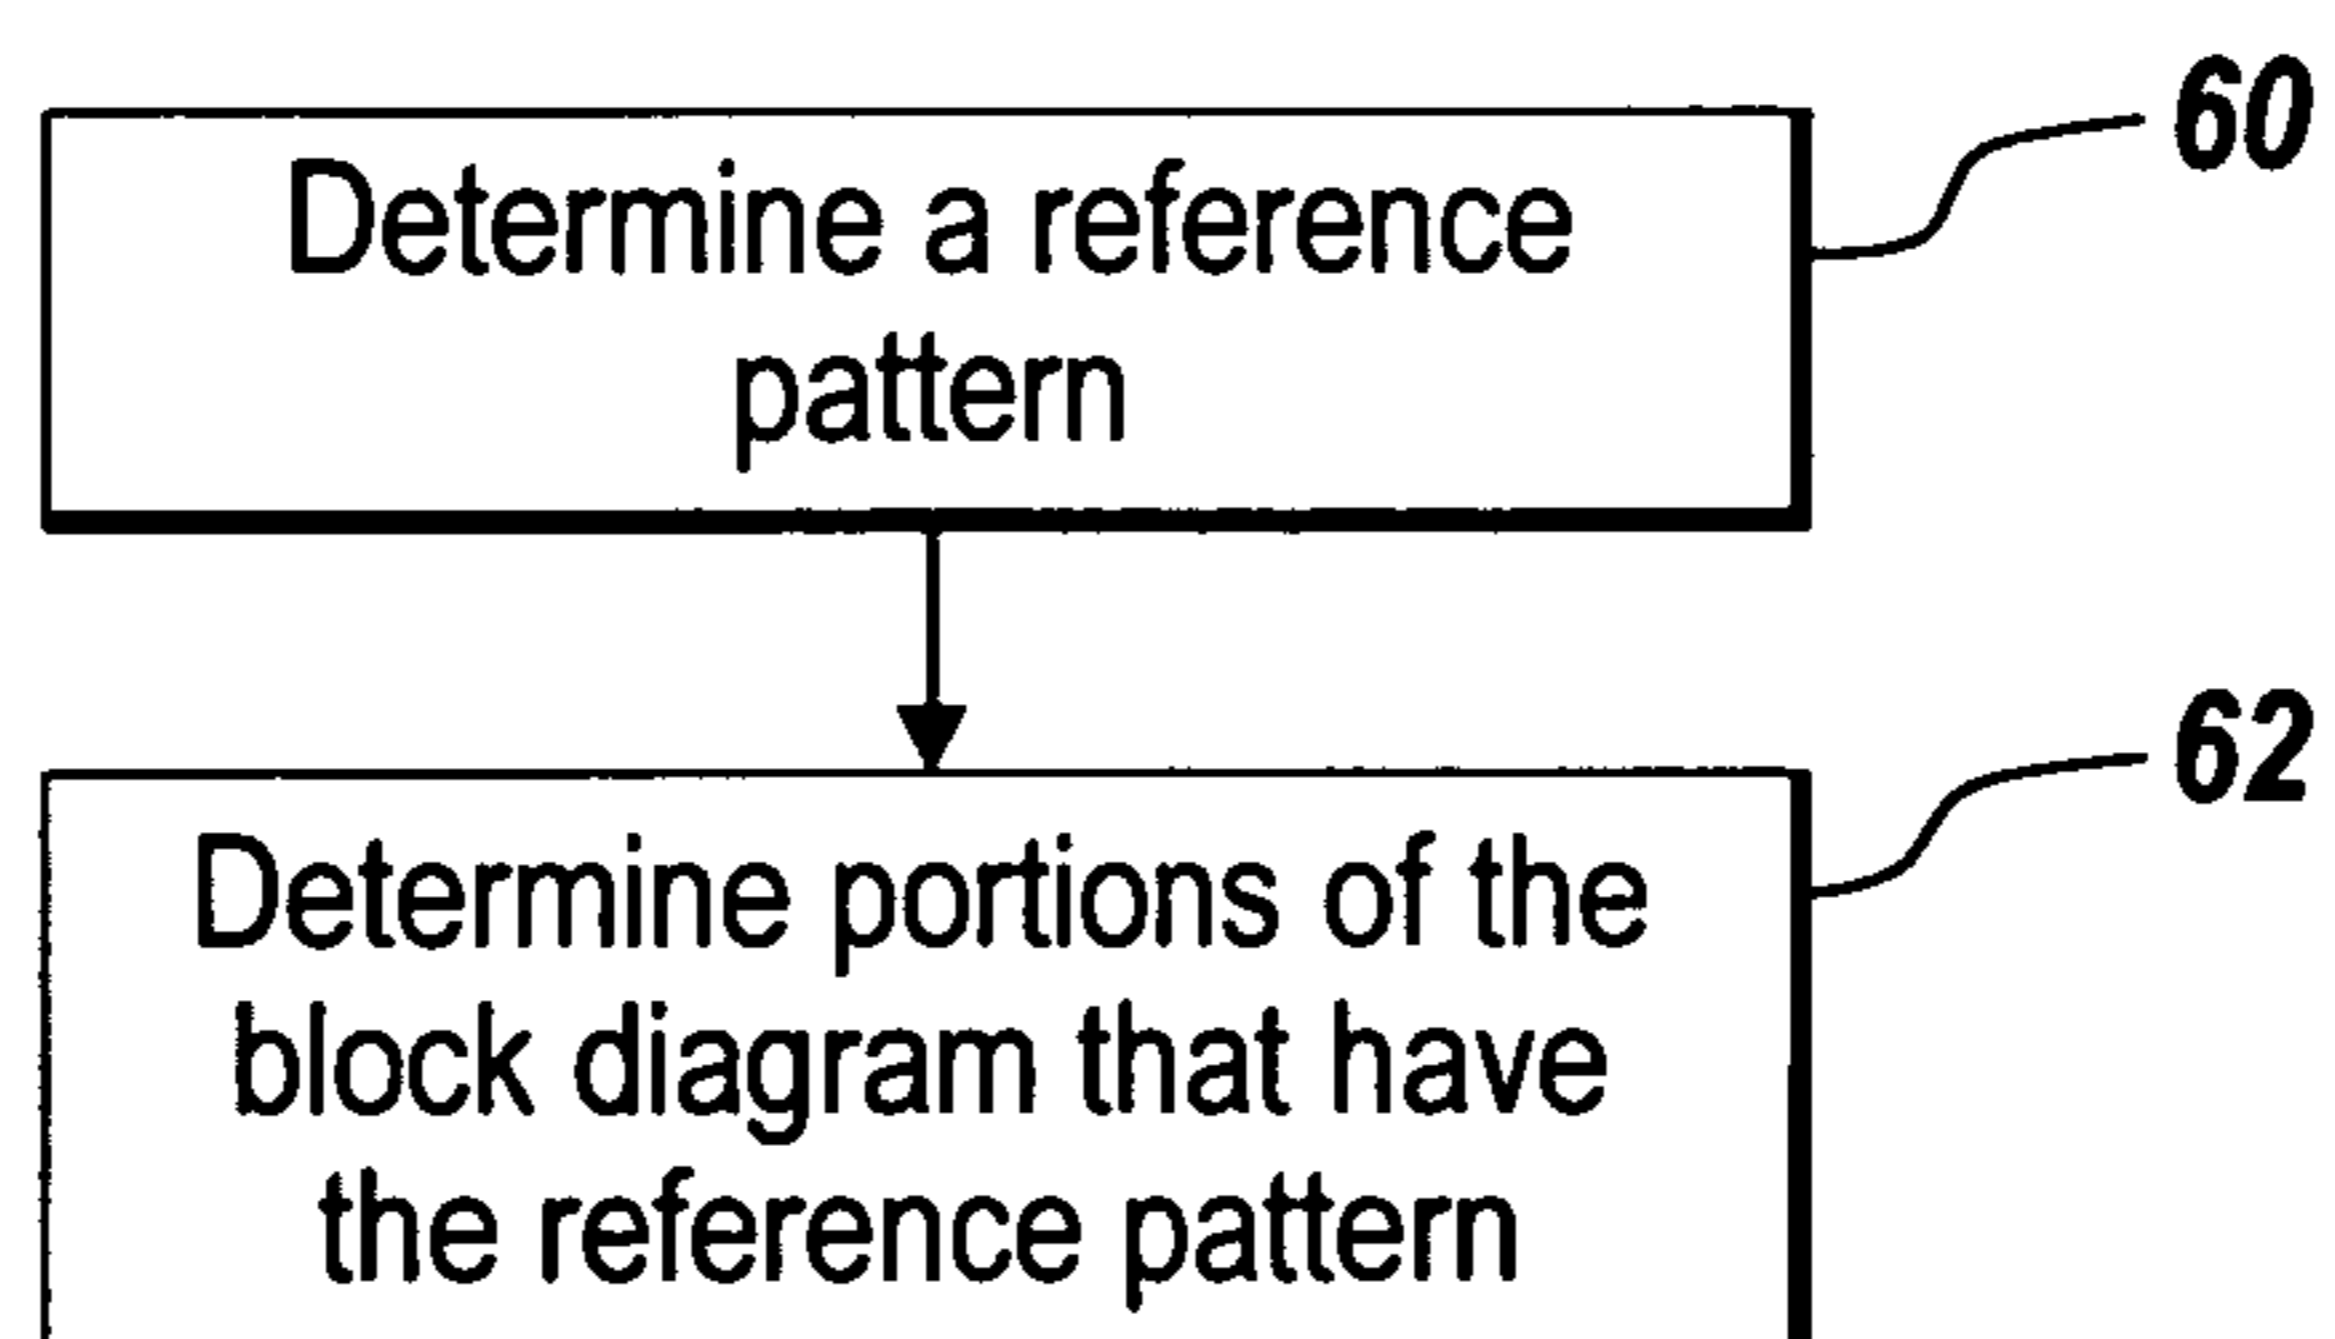 60
Determine a reference
pattern
62
Determine portions of the
block diagram that have
the reference pattern